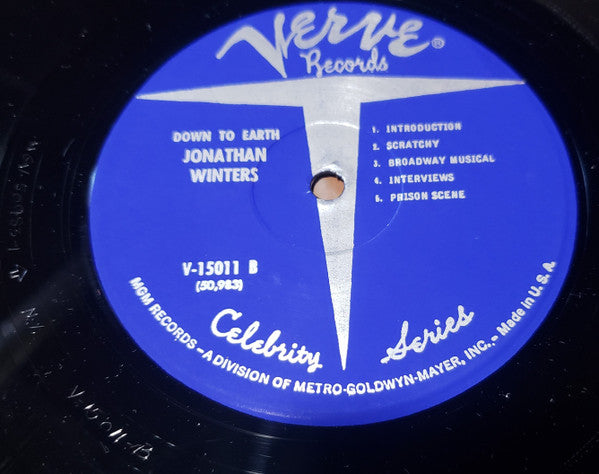 Verve®
Records
DOWN TO EARTH
JONATHAN
WINTERS
1. INTRODUCTION
2. SCRATCHY
3. BROADWAY MUSICAL
4. INTERVIEWS
5. PRISON SCENE
V-15011 B
(50,983)
Celebrity Series
MGM RECORDS – A DIVISION OF METRO-GOLDWYN-MAYER, INC. – Made in U.S.A.
V 15011-B